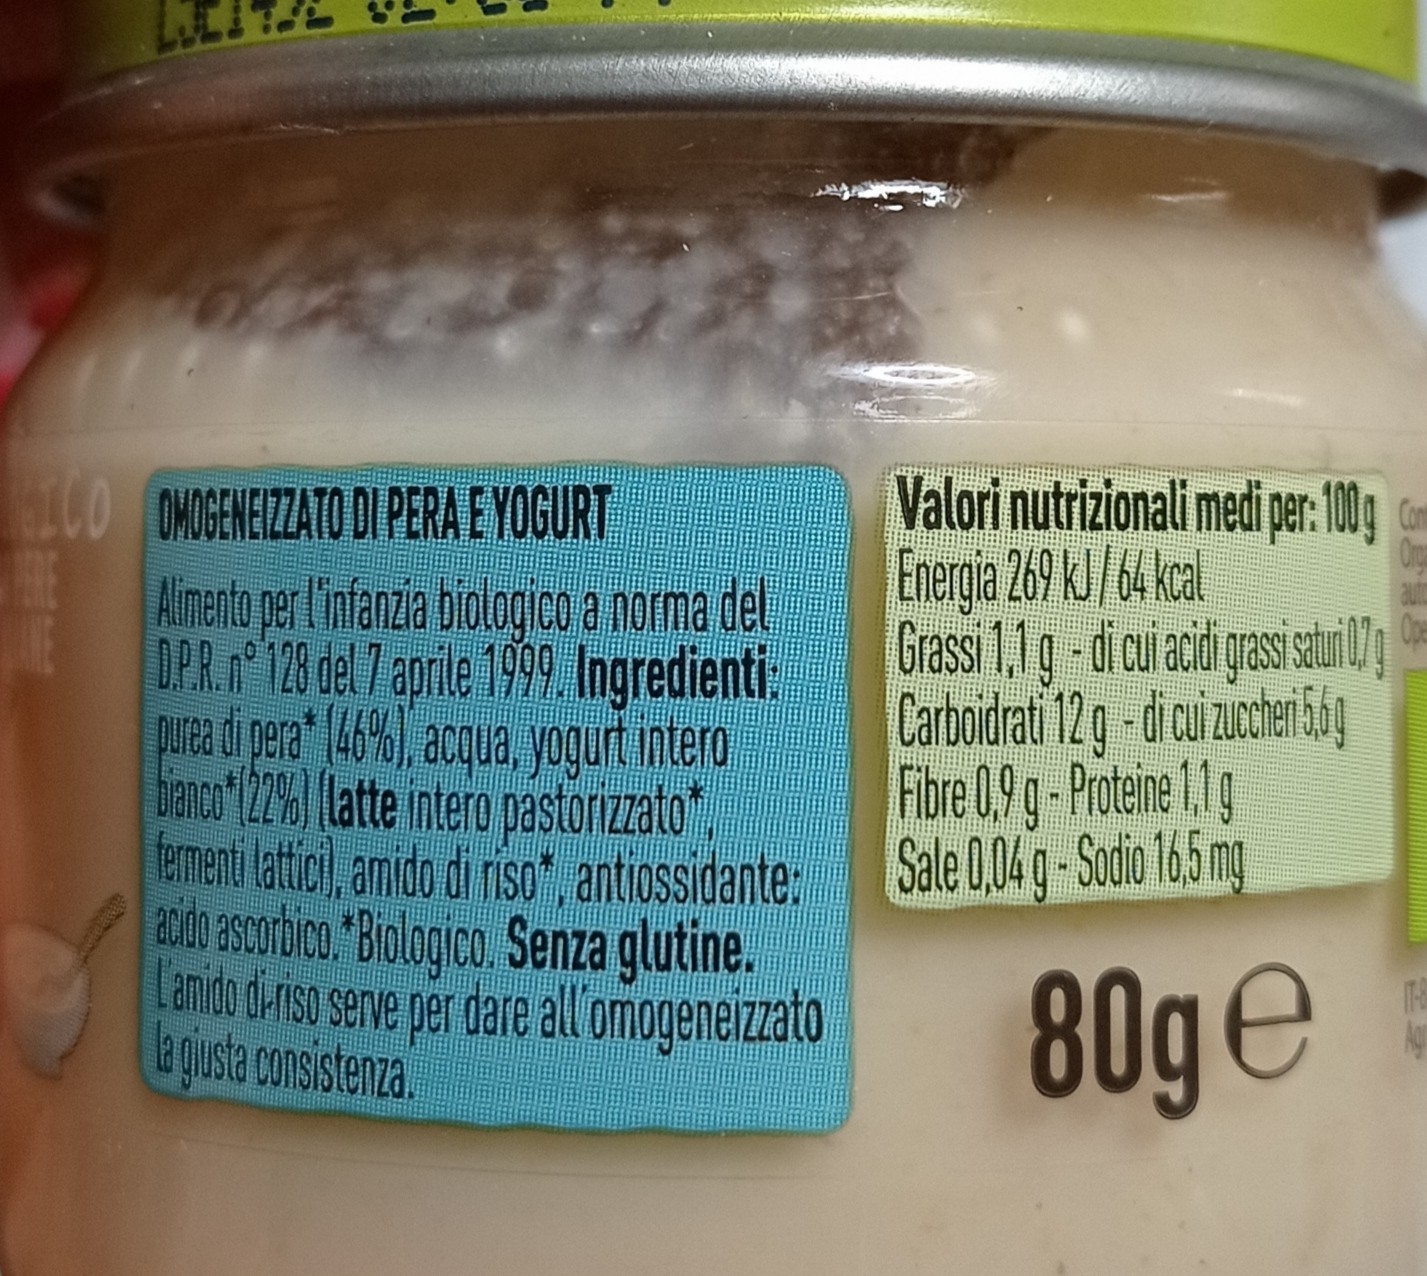 OMOGENEIZZATO DI PERA E YOGURT
Alimento per l'infanzia biologico a norma del
D.P.R. n° 128 del 7 aprile 1999. Ingredienti:
purea di pera* (46%), acqua, yogurt intero
bianco*(22%) (latte intero pastorizzato*,
fermenti lattici), amido di riso*, antiossidante:
acido ascorbico.*Biologico. Senza glutine.
L'amido di riso serve per dare all'omogeneizzato
la giusta consistenza.
Valori nutrizionali medi per: 100 g
Energia 269 kJ/64 kcal
Grassi 1,1 g - di cui acidi grassi saturi 0,7 g
Carboidrati 12 g - di cui zuccheri 5,6 g
Fibre 0,9 g - Proteine 1,1 g
Sale 0,04 g - Sodio 16,5 mg
80g e